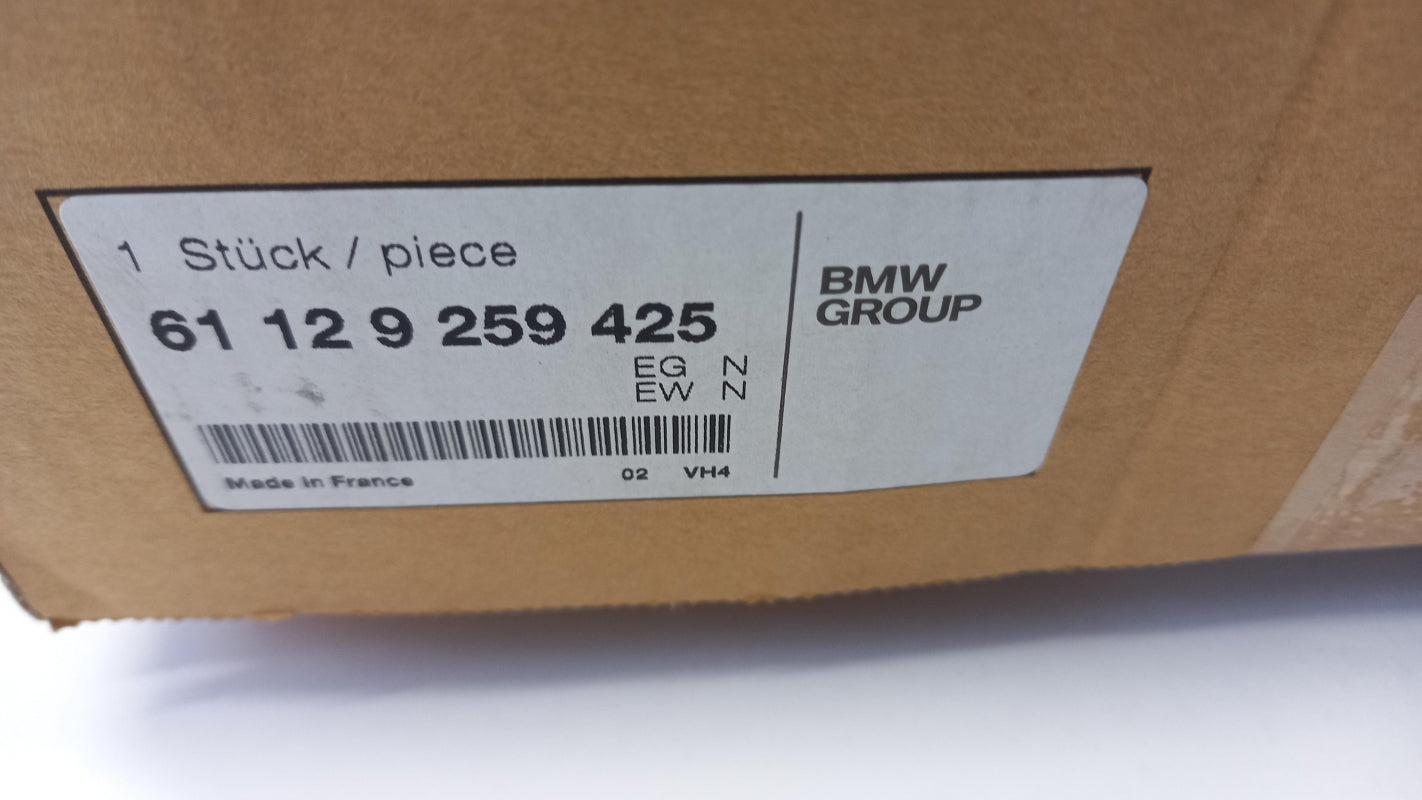 1 Stück / piece
61 12 9 259 425
EG N
EW N
Made in France 02 VH4
BMW
GROUP